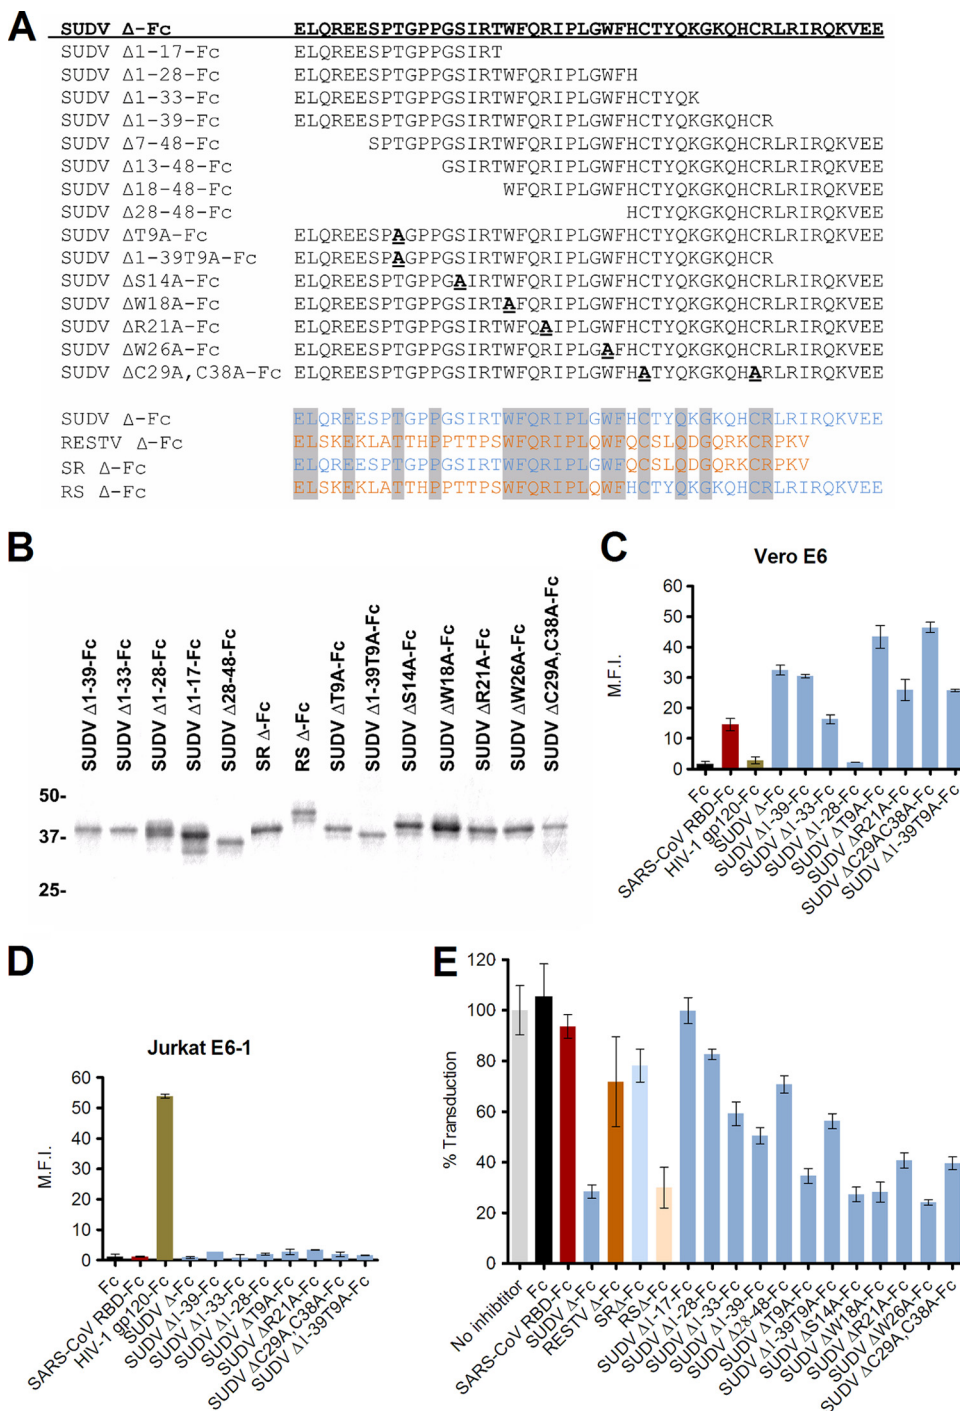 A
SUDV Δ-Fc ELQREESPTGPPGSIRTWFQRIPLGWFHCTYQKGKQHCRLRIRQKVEE
SUDV Δ1-17-Fc ELQREESPTGPPGSIRT
SUDV Δ1-28-Fc ELQREESPTGPPGSIRTWFQRIPLGWFH
SUDV Δ1-33-Fc ELQREESPTGPPGSIRTWFQRIPLGWFHCTYQK
SUDV Δ1-39-Fc ELQREESPTGPPGSIRTWFQRIPLGWFHCTYQKGKQHCR
SUDV Δ7-48-Fc SPTGPPGSIRTWFQRIPLGWFHCTYQKGKQHCRLRIRQKVEE
SUDV Δ13-48-Fc GSIRTWFQRIPLGWFHCTYQKGKQHCRLRIRQKVEE
SUDV Δ18-48-Fc WFQRIPLGWFHCTYQKGKQHCRLRIRQKVEE
SUDV Δ28-48-Fc HCTYQKGKQHCRLRIRQKVEE
SUDV ΔT9A-Fc ELQREESPAGPPGSIRTWFQRIPLGWFHCTYQKGKQHCRLRIRQKVEE
SUDV Δ1-39T9A-Fc ELQREESPAGPPGSIRTWFQRIPLGWFHCTYQKGKQHCR
SUDV ΔS14A-Fc ELQREESPTGPPGAIRTWFQRIPLGWFHCTYQKGKQHCRLRIRQKVEE
SUDV ΔW18A-Fc ELQREESPTGPPGSIRTAFQRIPLGWFHCTYQKGKQHCRLRIRQKVEE
SUDV ΔR21A-Fc ELQREESPTGPPGSIRTWFQAIPLGWFHCTYQKGKQHCRLRIRQKVEE
SUDV ΔW26A-Fc ELQREESPTGPPGSIRTWFQRIPLGAFHCTYQKGKQHCRLRIRQKVEE
SUDV ΔC29A,C38A-Fc ELQREESPTGPPGSIRTWFQRIPLGWFHATYQKGKQHARLRIRQKVEE
SUDV Δ-Fc ELQREESPTGPPGSIRTWFQRIPLGWFHCTYQKGKQHCRLRIRQKVEE
RESTV Δ-Fc ELSKEKLATTHPPTTPSWFQRIPLQWFQCSLQDGQRKCRPKV
SR Δ-Fc ELQREESPTGPPGSIRTWFQRIPLGWFQCSLQDGQRKCRPKV
RS Δ-Fc ELSKEKLATTHPPTTPSWFQRIPLQWFHCTYQKGKQHCRLRIRQKVEE
B
SUDV Δ1-39-Fc
SUDV Δ1-33-Fc
SUDV Δ1-28-Fc
SUDV Δ1-17-Fc
SUDV Δ28-48-Fc
SR Δ-Fc
RS Δ-Fc
SUDV ΔT9A-Fc
SUDV Δ1-39T9A-Fc
SUDV ΔS14A-Fc
SUDV ΔW18A-Fc
SUDV ΔR21A-Fc
SUDV ΔW26A-Fc
SUDV ΔC29A,C38A-Fc
50-
37-
25-
C
Vero E6
M.F.I.
60
50
40
30
20
10
0
Fc
SARS-CoV RBD-Fc
HIV-1 gp120-Fc
SUDV Δ-Fc
SUDV Δ1-39-Fc
SUDV Δ1-33-Fc
SUDV Δ1-28-Fc
SUDV ΔT9A-Fc
SUDV ΔR21A-Fc
SUDV ΔC29AC38A-Fc
SUDV Δ1-39T9A-Fc
D
Jurkat E6-1
M.F.I.
60
50
40
30
20
10
0
Fc
SARS-CoV RBD-Fc
HIV-1 gp120-Fc
SUDV Δ-Fc
SUDV Δ1-39-Fc
SUDV Δ1-33-Fc
SUDV Δ1-28-Fc
SUDV ΔT9A-Fc
SUDV ΔR21A-Fc
SUDV ΔC29A,C38A-Fc
SUDV Δ1-39T9A-Fc
E
% Transduction
120
100
80
60
40
20
0
No inhibitor
Fc
SARS-CoV RBD-Fc
SUDV Δ-Fc
RESTV Δ-Fc
SRΔ-Fc
RSΔ-Fc
SUDV Δ1-17-Fc
SUDV Δ1-28-Fc
SUDV Δ1-33-Fc
SUDV Δ1-39-Fc
SUDV Δ28-48-Fc
SUDV ΔT9A-Fc
SUDV Δ1-39T9A-Fc
SUDV ΔS14A-Fc
SUDV ΔW18A-Fc
SUDV ΔR21A-Fc
SUDV ΔW26A-Fc
SUDV ΔC29A,C38A-Fc